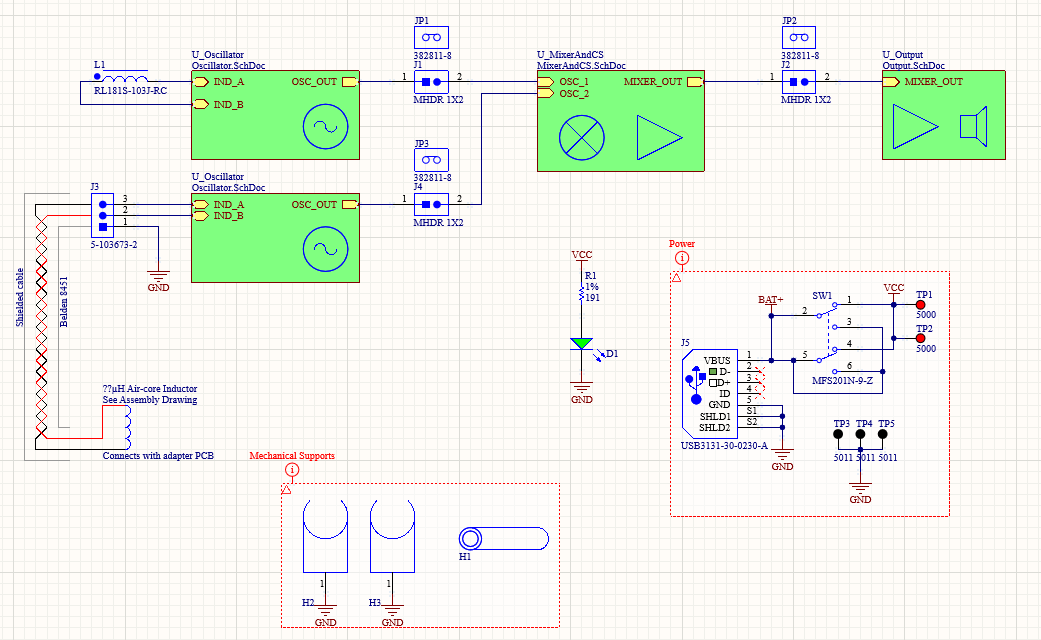 JP1
382811-8
J1
1
2
MHDR 1X2
JP2
382811-8
J2
1
2
MHDR 1X2
L1
RL181S-103J-RC
U_Oscillator
Oscillator.SchDoc
IND_A
IND_B
OSC_OUT
U_MixerAndCS
MixerAndCS.SchDoc
OSC_1
OSC_2
MIXER_OUT
U_Output
Output.SchDoc
MIXER_OUT
JP3
382811-8
J4
1
2
MHDR 1X2
U_Oscillator
Oscillator.SchDoc
IND_A
IND_B
OSC_OUT
J3
3
2
1
5-103673-2
GND
Shielded cable
Belden 8451
??µH Air-core Inductor
See Assembly Drawing
Connects with adapter PCB
VCC
R1
1%
191
D1
GND
Power
i
BAT+
SW1
1
2
3
4
5
6
MFS201N-9-Z
VCC
TP1
5000
TP2
5000
J5
VBUS
D-
D+
ID
GND
SHLD1
SHLD2
1
2
3
4
5
S1
S2
USB3131-30-0230-A
GND
TP3
TP4
TP5
5011
5011
5011
GND
Mechanical Supports
i
1
H2
GND
1
H3
GND
H1